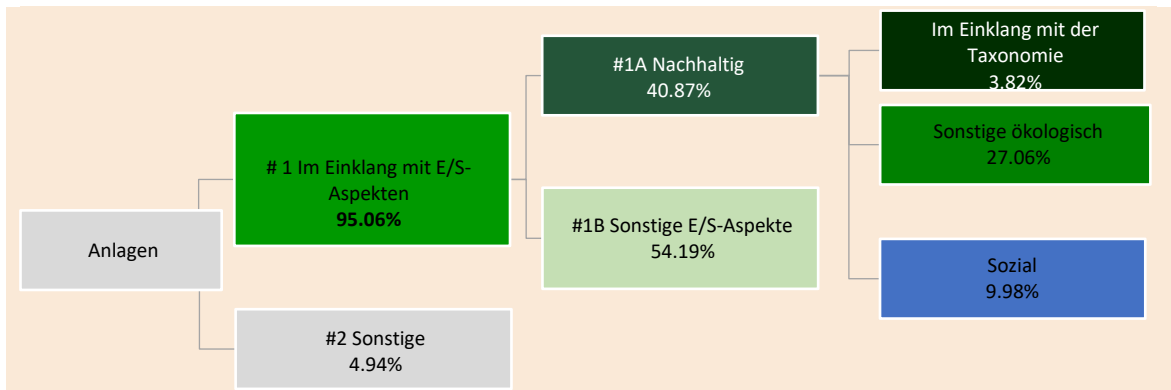 Anlagen
# 1 Im Einklang mit E/S-
Aspekten
95.06%
#2 Sonstige
4.94%
#1A Nachhaltig
40.87%
#1B Sonstige E/S-Aspekte
54.19%
Im Einklang mit der
Taxonomie
3.82%
Sonstige ökologisch
27.06%
Sozial
9.98%